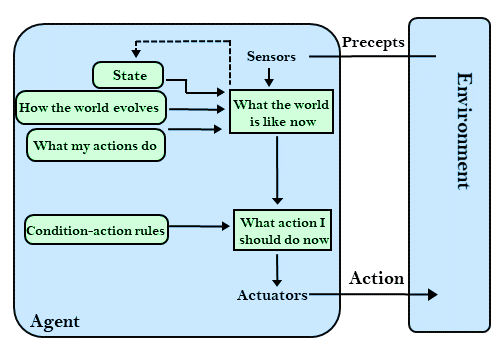 Sensors
Precepts
State
How the world evolves
What the world
is like now
What my actions do
Condition-action rules
What action I
should do now
Actuators
Action
Agent
Environment